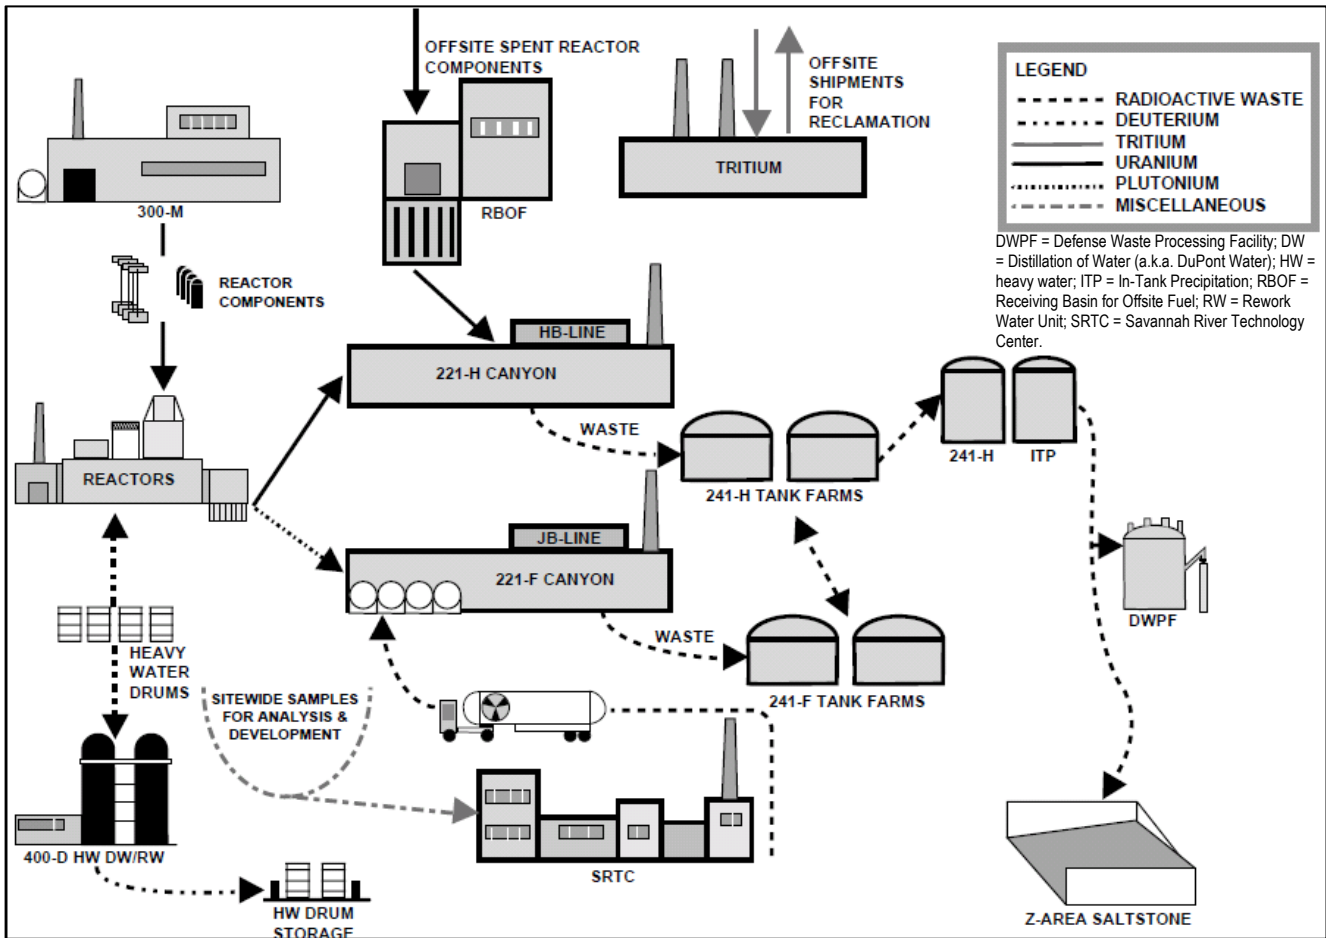 OFFSITE SPENT REACTOR
COMPONENTS
OFFSITE
SHIPMENTS
FOR
RECLAMATION
LEGEND
RADIOACTIVE WASTE
DEUTERIUM
TRITIUM
URANIUM
PLUTONIUM
MISCELLANEOUS
DWPF = Defense Waste Processing Facility; DW
= Distillation of Water (a.k.a. DuPont Water); HW =
heavy water; ITP = In-Tank Precipitation; RBOF =
Receiving Basin for Offsite Fuel; RW = Rework
Water Unit; SRTC = Savannah River Technology
Center.
300-M
RBOF
TRITIUM
REACTOR
COMPONENTS
HB-LINE
221-H CANYON
WASTE
241-H TANK FARMS
241-H
ITP
REACTORS
JB-LINE
221-F CANYON
WASTE
241-F TANK FARMS
DWPF
HEAVY
WATER
DRUMS
SITEWIDE SAMPLES
FOR ANALYSIS &
DEVELOPMENT
400-D HW DW/RW
HW DRUM
STORAGE
SRTC
Z-AREA SALTSTONE